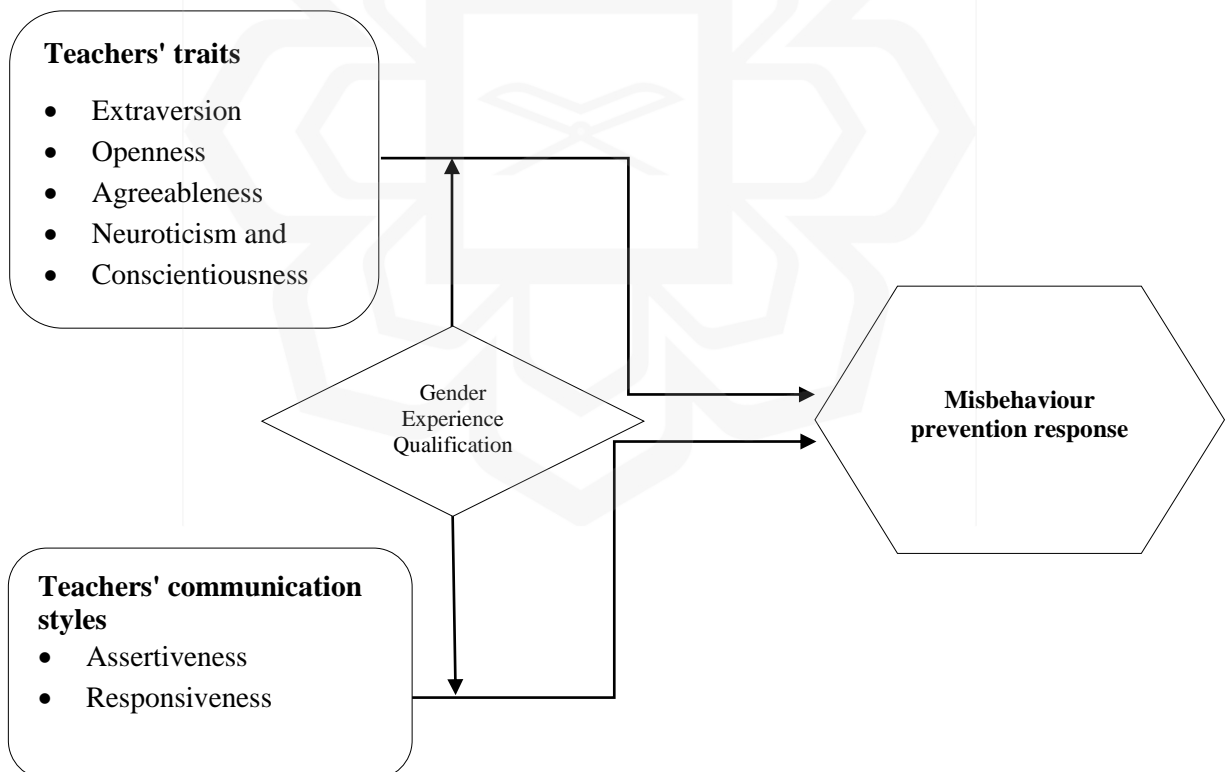 Teachers' traits
• Extraversion
• Openness
• Agreeableness
• Neuroticism and
• Conscientiousness
Gender
Experience
Qualification
Misbehaviour
prevention response
Teachers' communication
styles
• Assertiveness
• Responsiveness